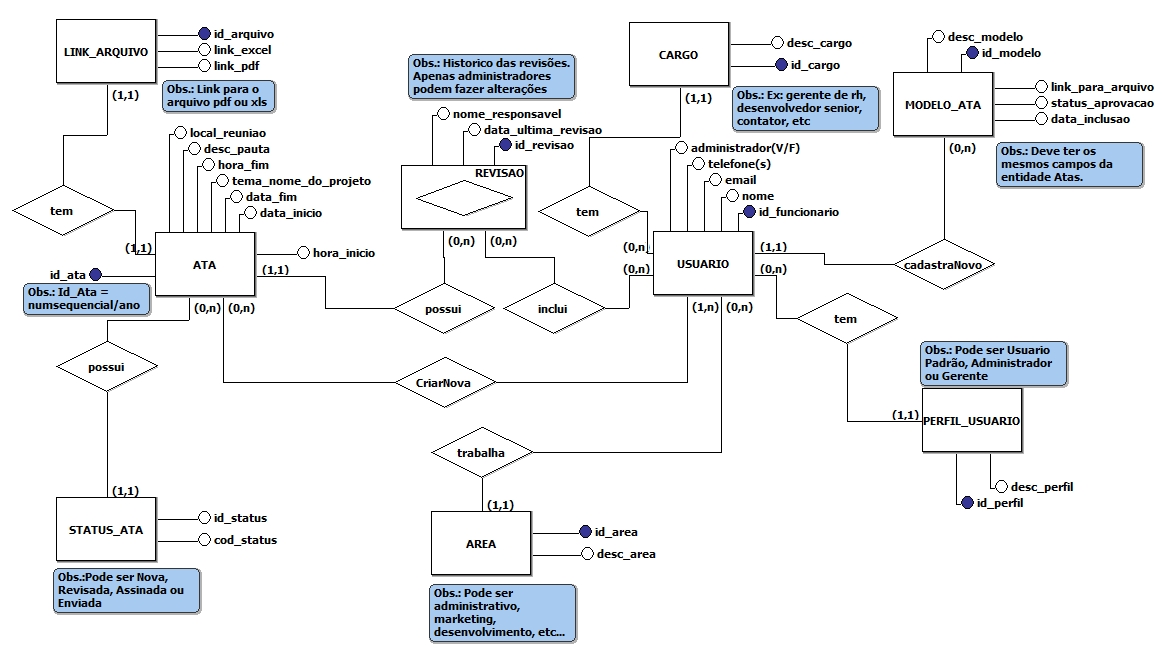 LINK_ARQUIVO
id_arquivo
link_excel
link_pdf
(1,1)
Obs.: Link para o
arquivo pdf ou xls
Obs.: Historico das revisões.
Apenas administradores
podem fazer alterações
CARGO
desc_cargo
id_cargo
(1,1)
Obs.: Ex: gerente de rh,
desenvolvedor senior,
contator, etc
desc_modelo
id_modelo
MODELO_ATA
link_para_arquivo
status_aprovacao
data_inclusao
(0,n)
Obs.: Deve ter os
mesmos campos da
entidade Atas.
local_reuniao
desc_pauta
hora_fim
tema_nome_do_projeto
data_fim
data_inicio
tem
(1,1)
ATA
hora_inicio
(1,1)
id_ata
Obs.: Id_Ata =
numsequencial/ano
(0,n)
(0,n)
nome_responsavel
data_ultima_revisao
id_revisao
REVISAO
(0,n)
(0,n)
tem
administrador(V/F)
telefone(s)
email
nome
id_funcionario
(0,n)
(0,n)
USUARIO
(1,1)
(0,n)
(1,n)
(0,n)
cadastraNovo
possui
inclui
tem
possui
CriarNova
Obs.: Pode ser Usuario
Padrão, Administrador
ou Gerente
(1,1)
PERFIL_USUARIO
desc_perfil
id_perfil
trabalha
(1,1)
STATUS_ATA
id_status
cod_status
Obs.:Pode ser Nova,
Revisada, Assinada ou
Enviada
(1,1)
AREA
id_area
desc_area
Obs.: Pode ser
administrativo,
marketing,
desenvolvimento, etc...